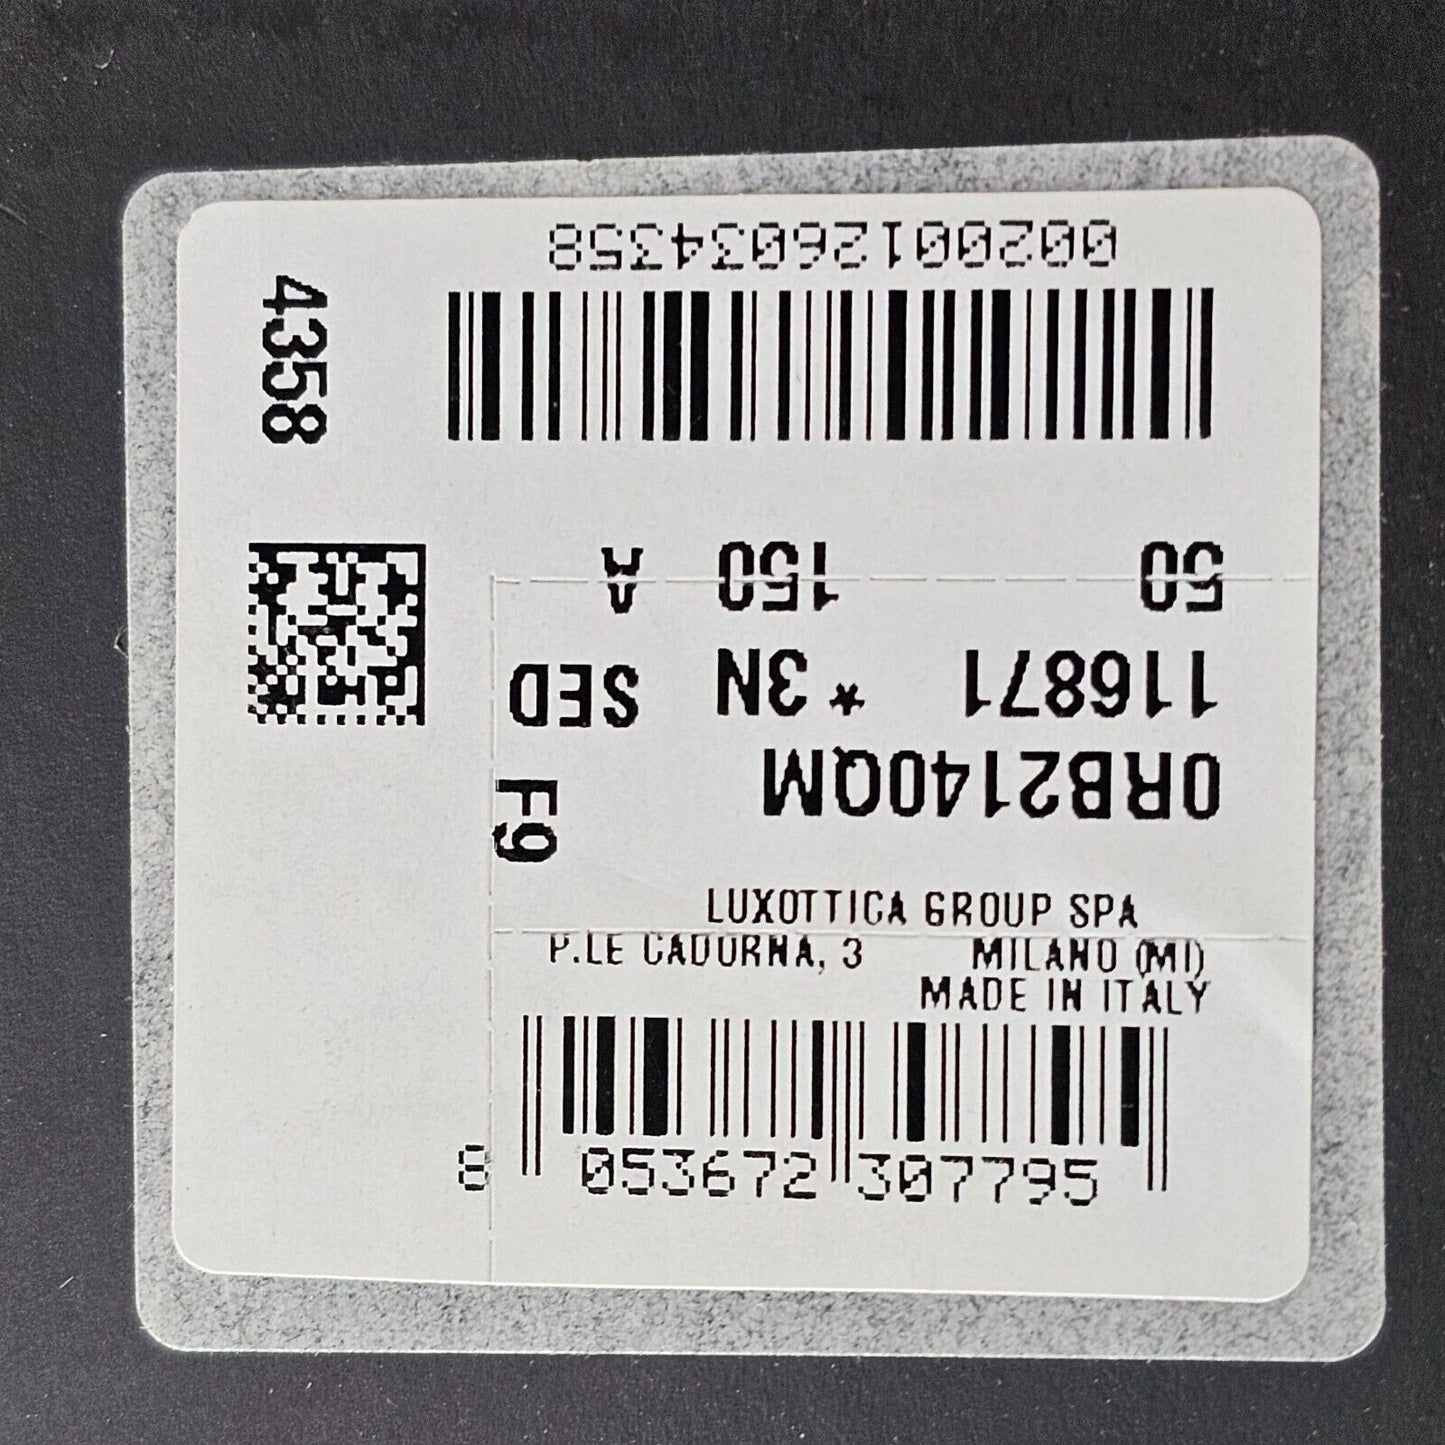 00200126034358
4358
50 150 A
116871 * 3N SED
0RB2140QM
F9
LUXOTTICA GROUP SPA
P.LE CADORNA, 3 MILANO (MI)
MADE IN ITALY
8 053672 307795